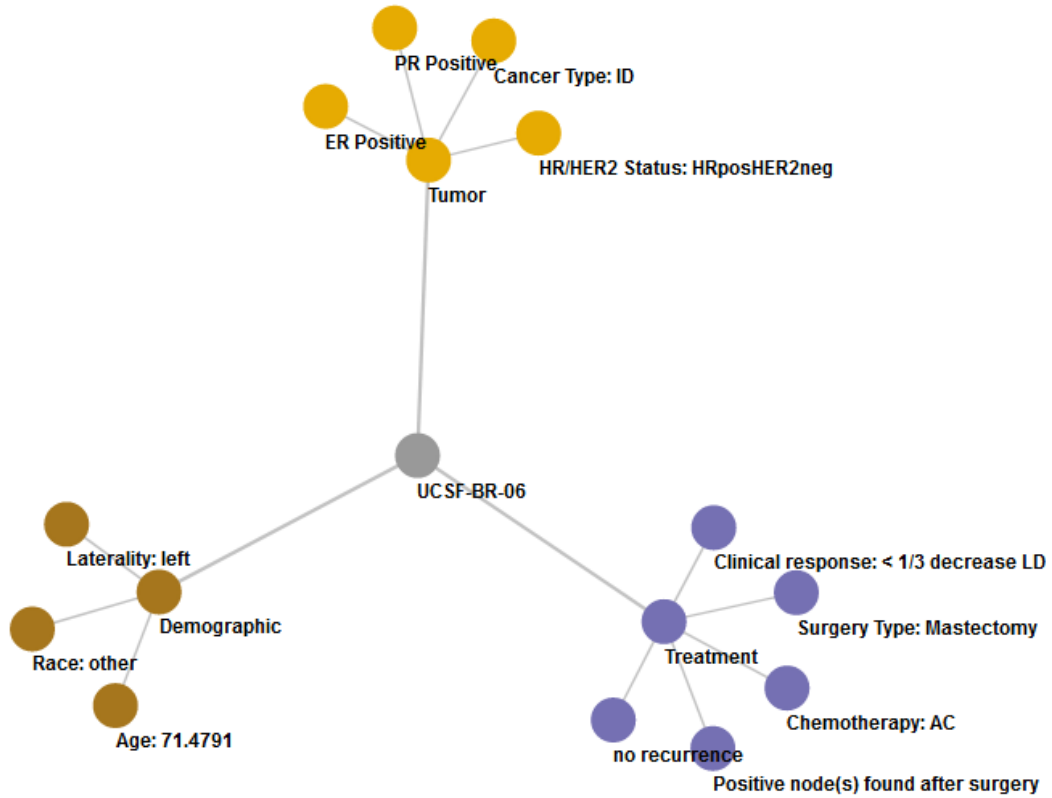 PR Positive
Cancer Type: ID
ER Positive
HR/HER2 Status: HRposHER2neg
Tumor
UCSF-BR-06
Laterality: left
Demographic
Race: other
Age: 71.4791
Clinical response: < 1/3 decrease LD
Surgery Type: Mastectomy
Treatment
Chemotherapy: AC
no recurrence
Positive node(s) found after surgery